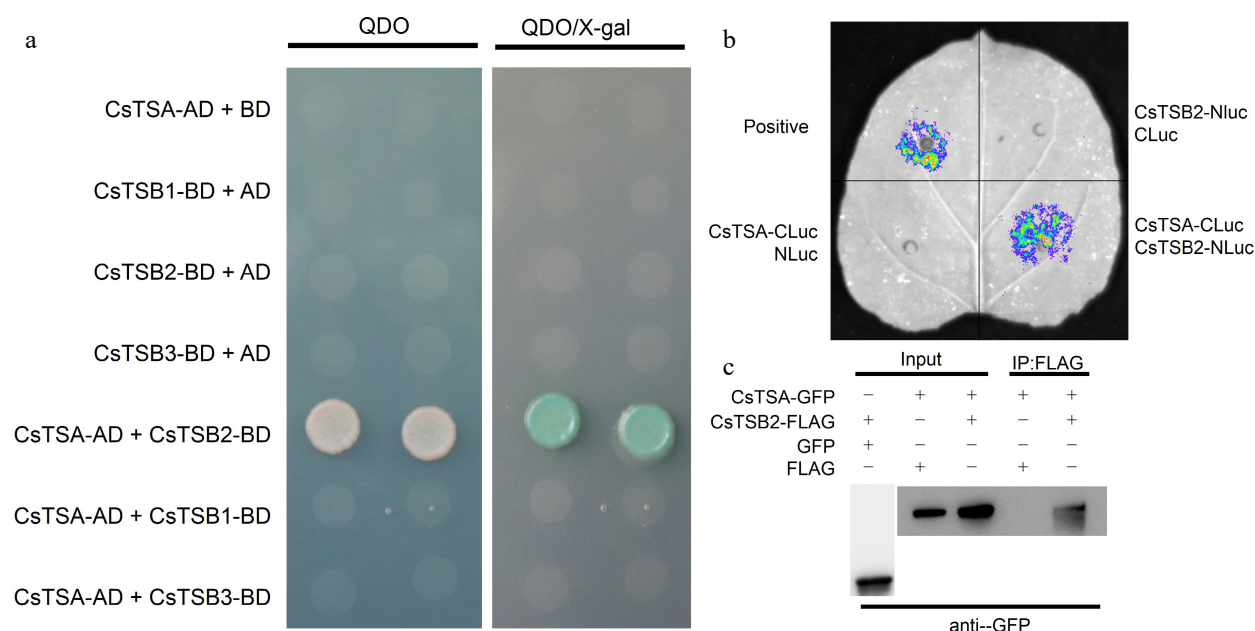 a
QDO
QDO/X-gal
CsTSA-AD + BD
CsTSB1-BD + AD
CsTSB2-BD + AD
CsTSB3-BD + AD
CsTSA-AD + CsTSB2-BD
CsTSA-AD + CsTSB1-BD
CsTSA-AD + CsTSB3-BD
b
Positive
CsTSB2-Nluc
CLuc
CsTSA-CLuc
NLuc
CsTSA-CLuc
CsTSB2-NLuc
c
Input
IP:FLAG
CsTSA-GFP − + + + +
CsTSB2-FLAG + − + − +
GFP + − − − −
FLAG − + − + −
anti--GFP